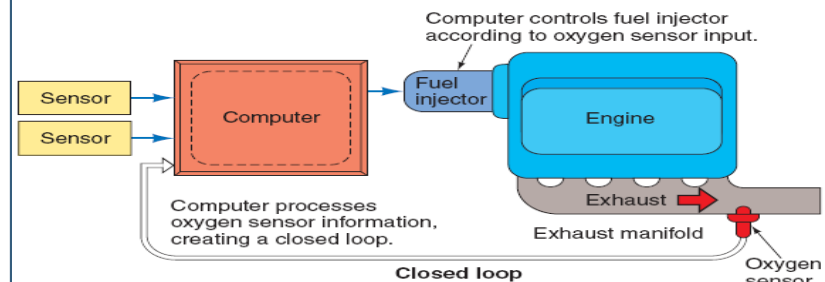 Computer controls fuel injector
according to oxygen sensor input.
Sensor
Sensor
Computer
Fuel
injector
Engine
Exhaust
Computer processes
oxygen sensor information,
creating a closed loop.
Exhaust manifold
Closed loop
Oxygen
sensor